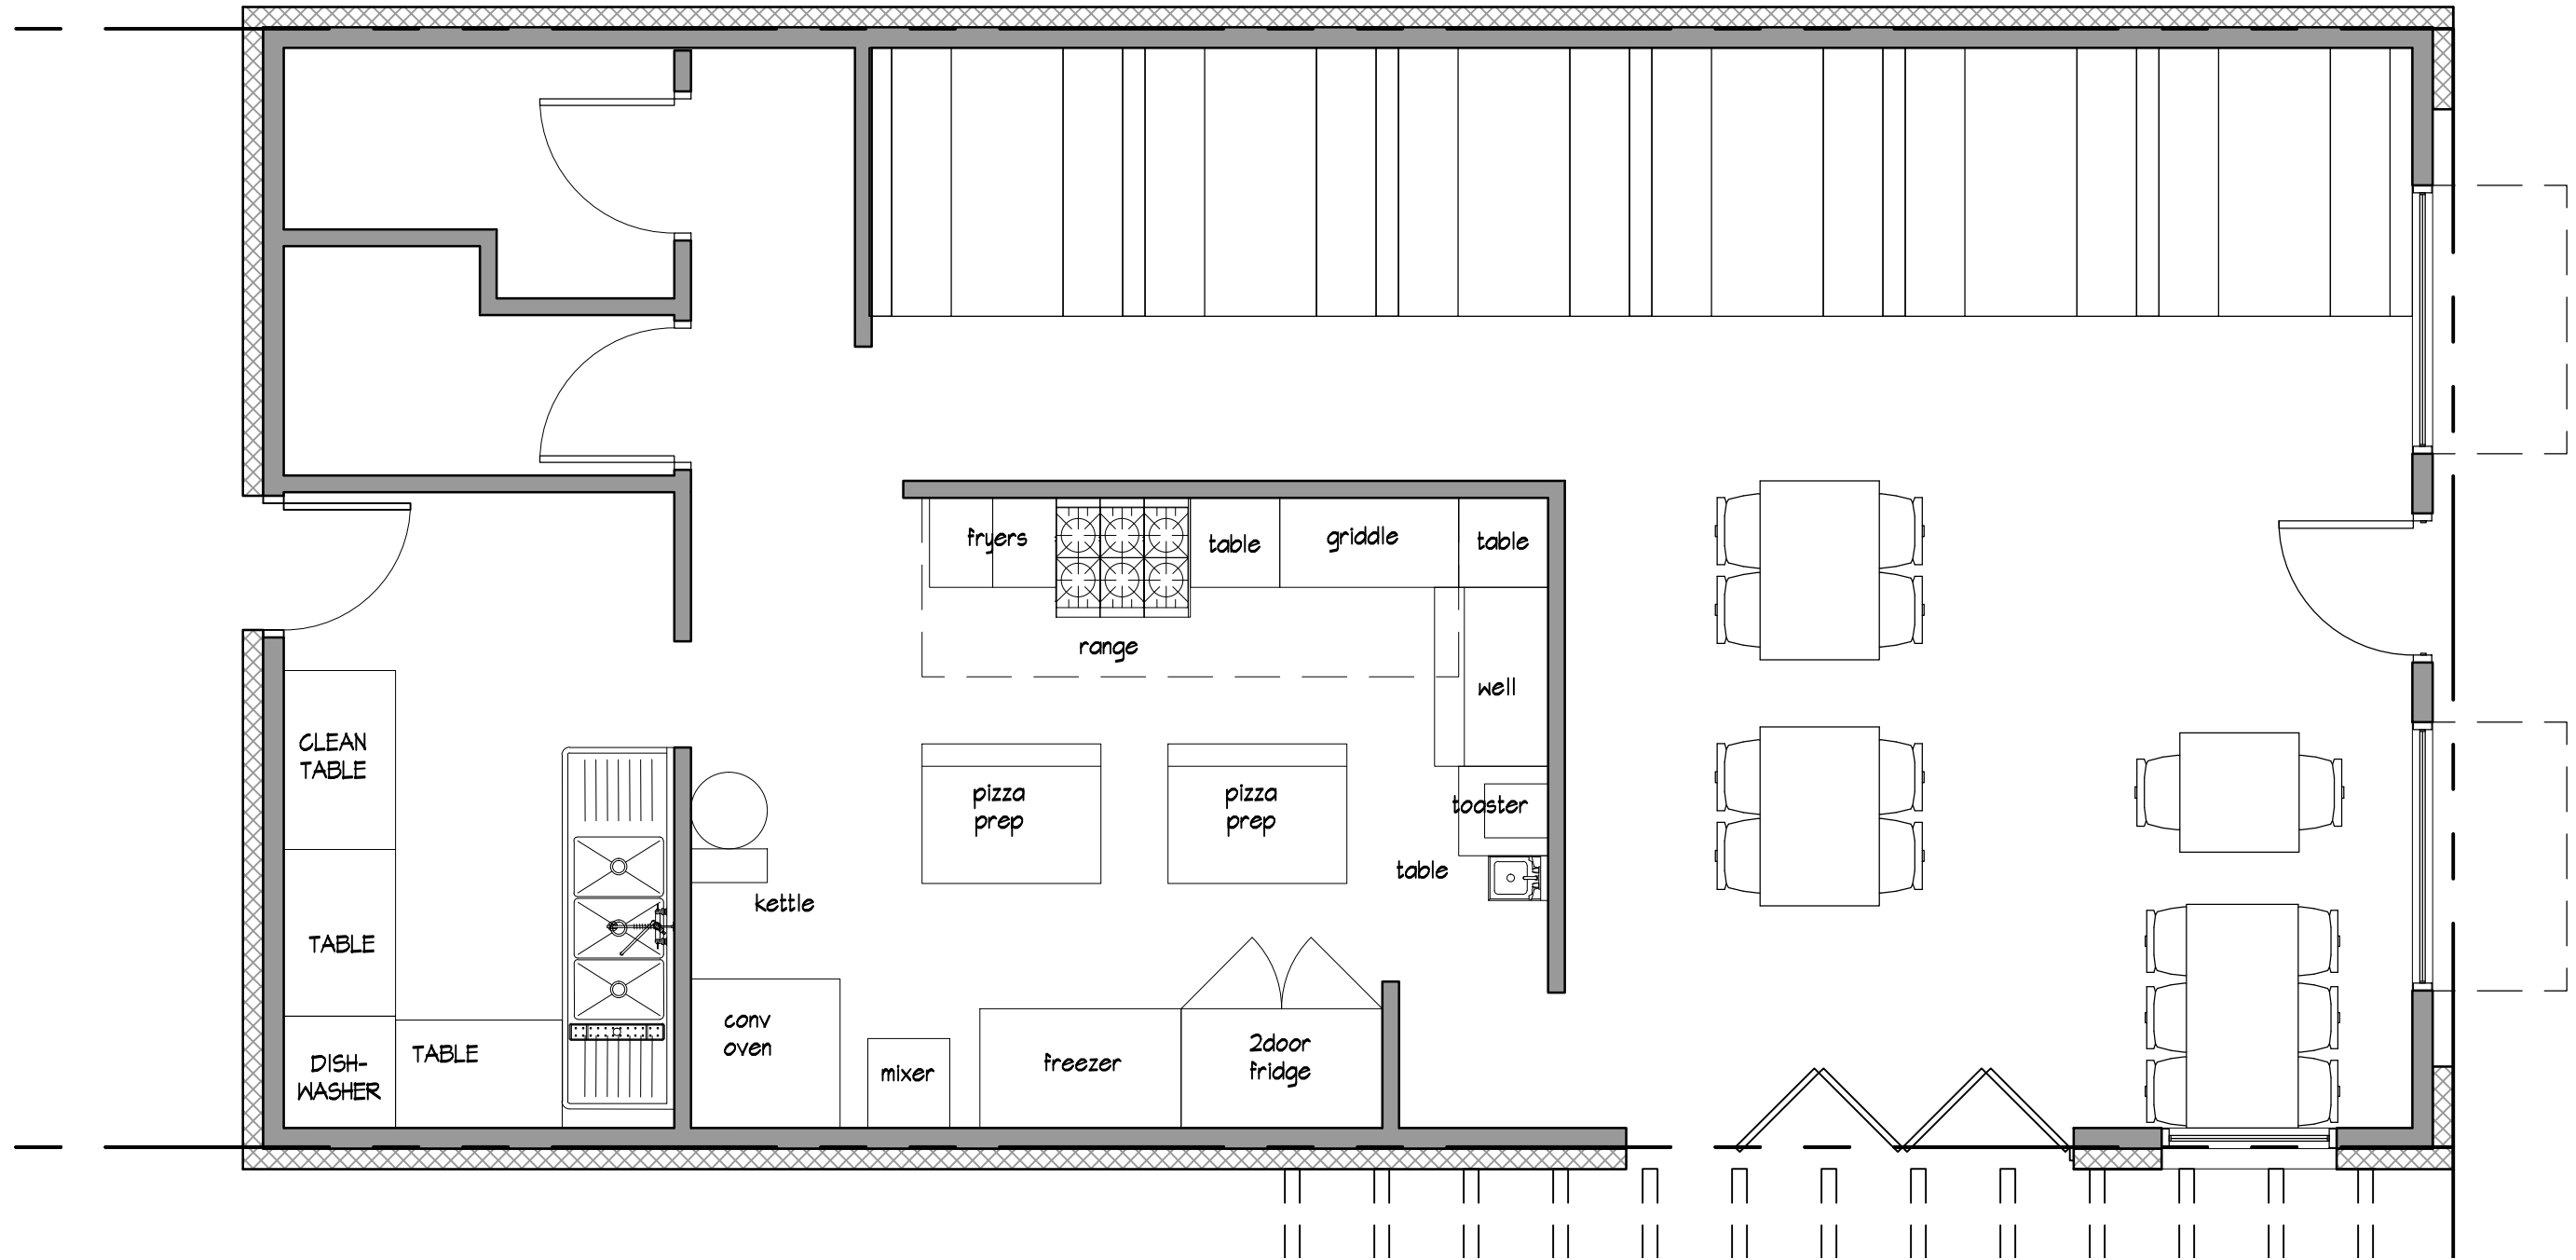 fryers
table
griddle
table
range
well
CLEAN
TABLE
pizza
prep
pizza
prep
toaster
table
kettle
TABLE
conv
oven
mixer
freezer
2door
fridge
TABLE
DISH-
WASHER